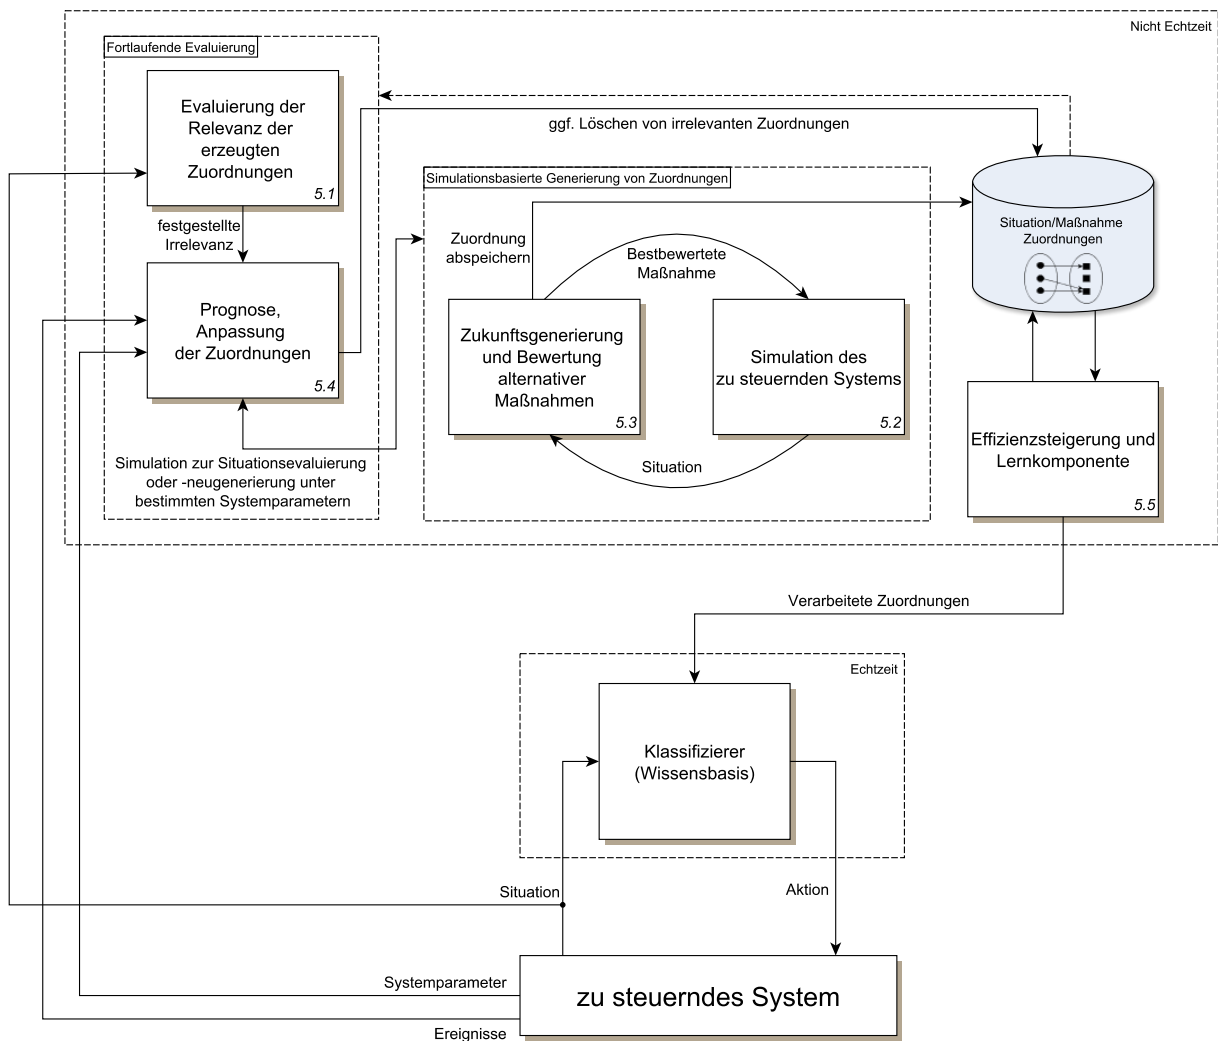 Nicht Echtzeit
Fortlaufende Evaluierung
Evaluierung der
Relevanz der
erzeugten
Zuordnungen
5.1
ggf. Löschen von irrelevanten Zuordnungen
festgestellte
Irrelevanz
Prognose,
Anpassung
der Zuordnungen
5.4
Simulation zur Situationsevaluierung
oder -neugenerierung unter
bestimmten Systemparametern
Simulationsbasierte Generierung von Zuordnungen
Zuordnung
abspeichern
Bestbewertete
Maßnahme
Zukunftsgenerierung
und Bewertung
alternativer
Maßnahmen
5.3
Simulation des
zu steuernden Systems
5.2
Situation
Situation/Maßnahme
Zuordnungen
Effizienzsteigerung und
Lernkomponente
5.5
Verarbeitete Zuordnungen
Echtzeit
Klassifizierer
(Wissensbasis)
Situation
Aktion
Systemparameter
zu steuerndes System
Ereignisse